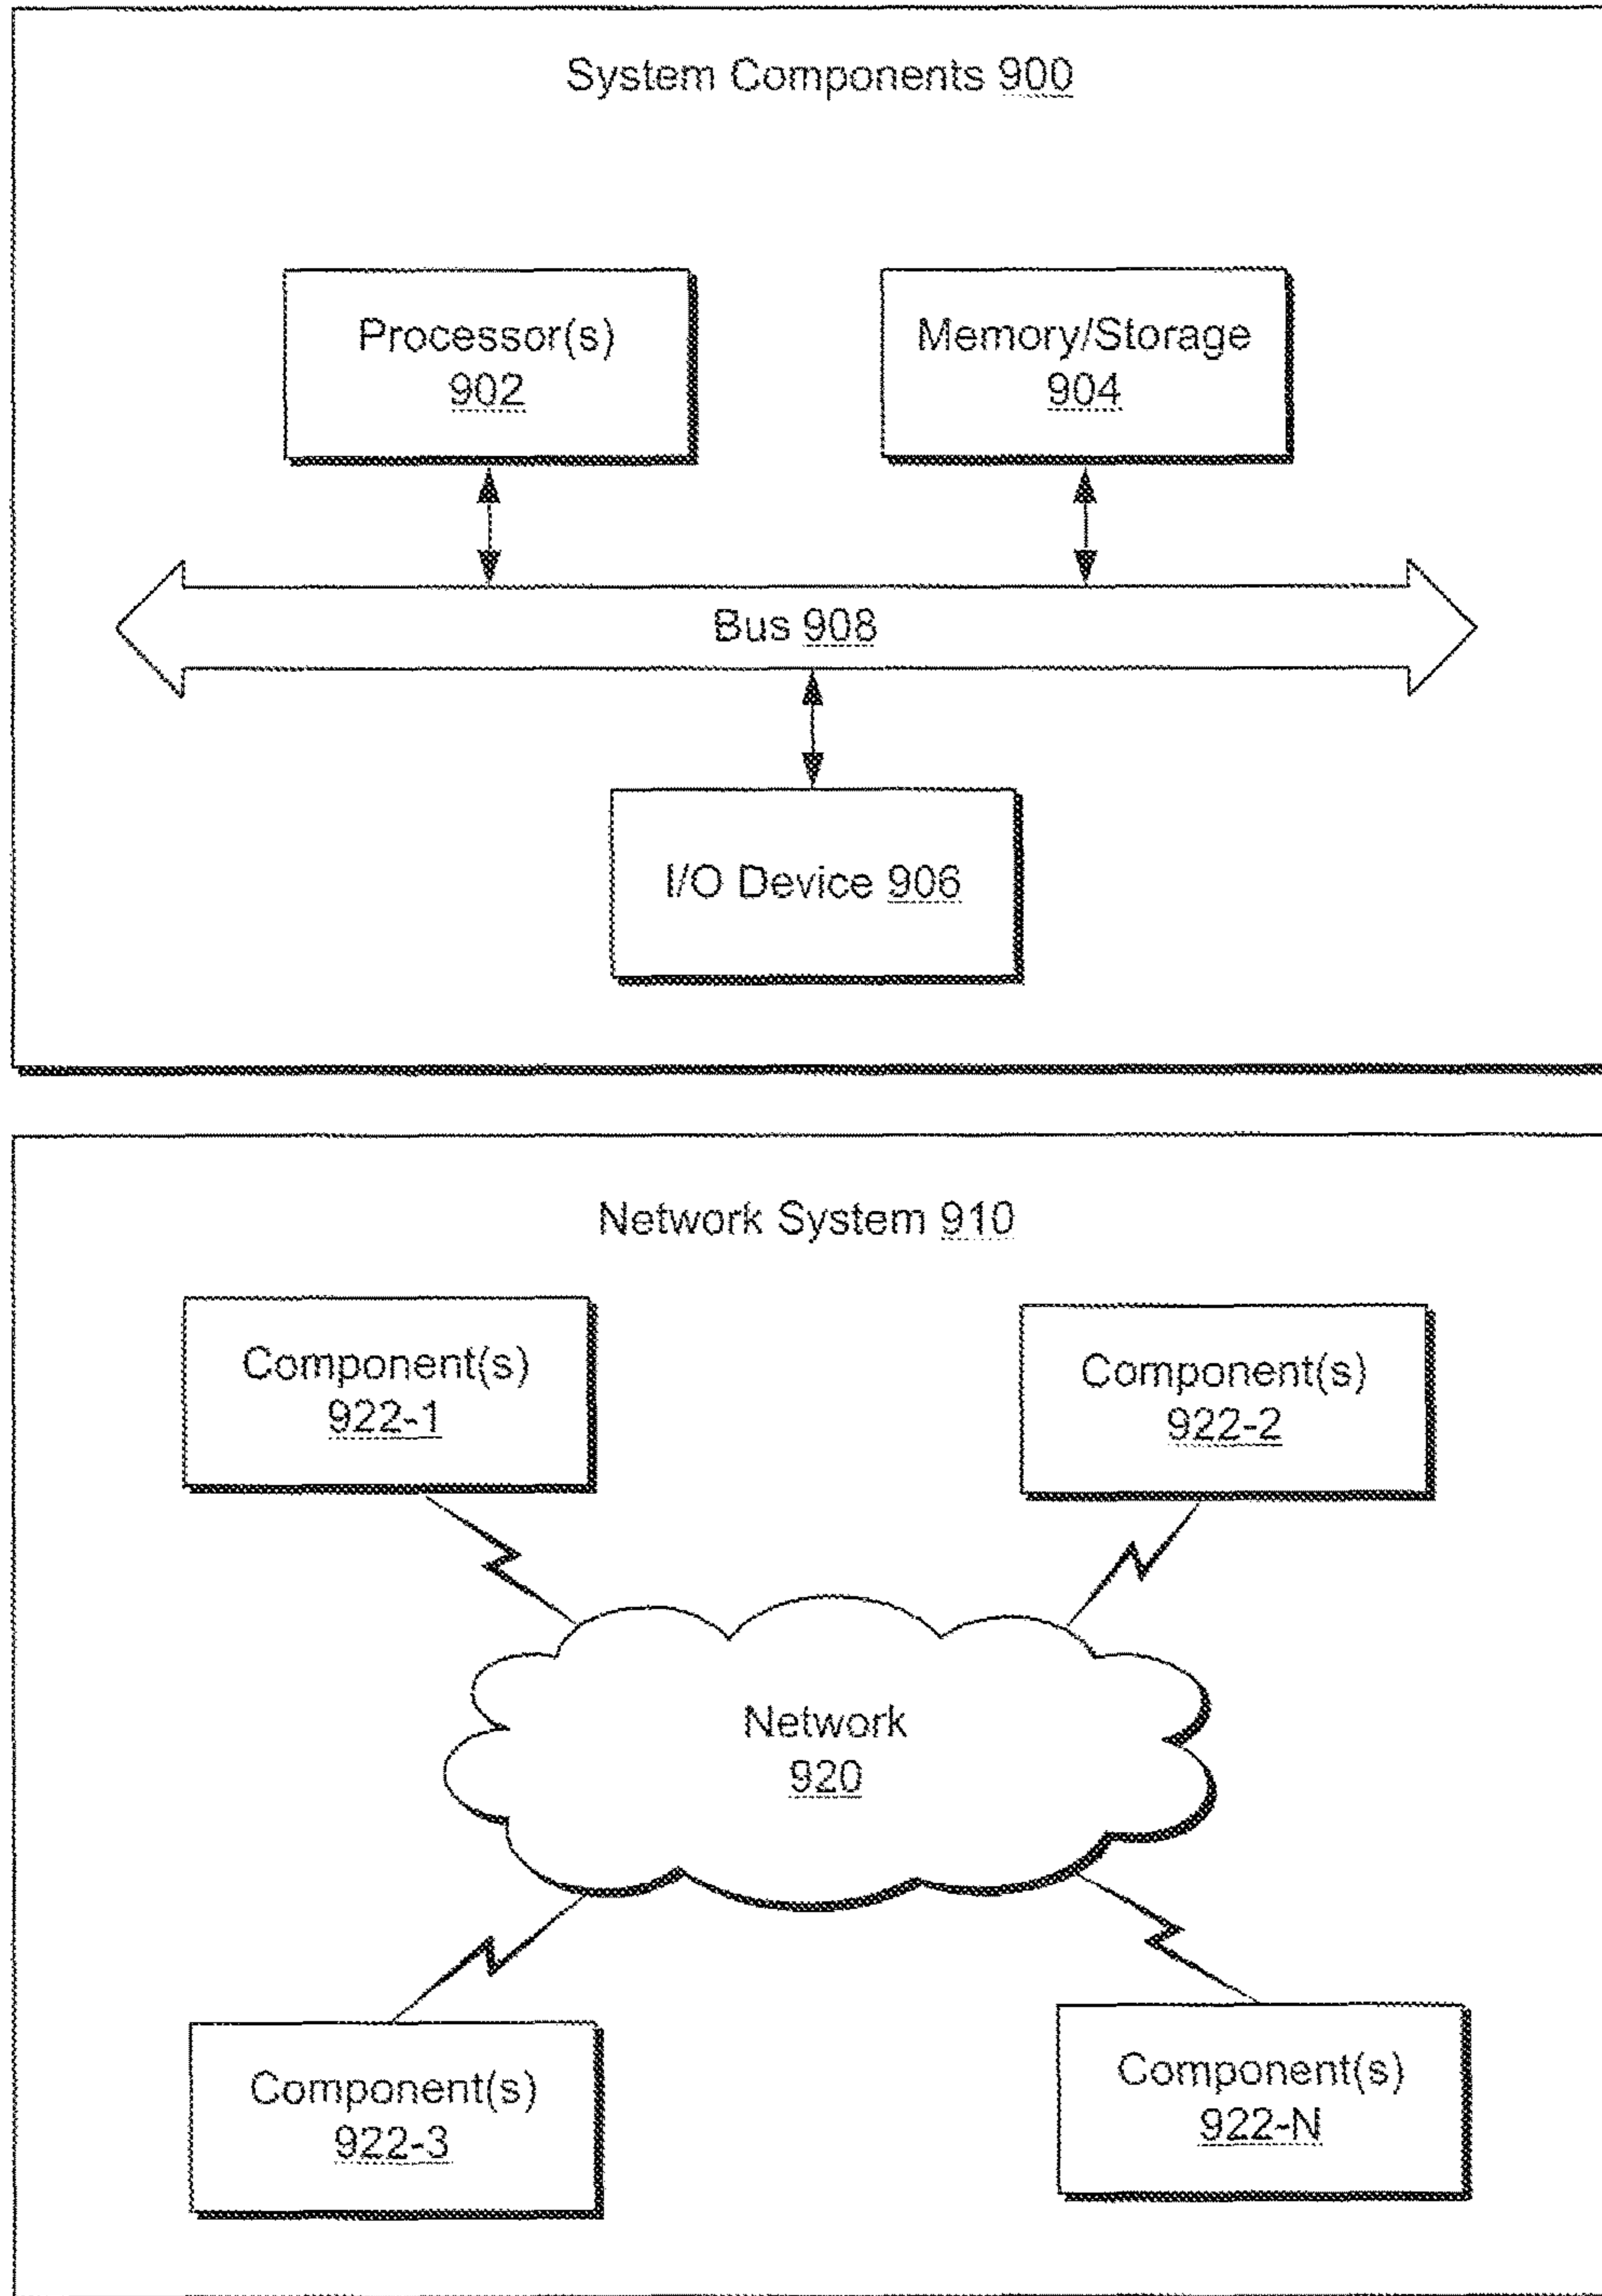 System Components 900
Processor(s)
902
Memory/Storage
904
Bus 908
I/O Device 906
Network System 910
Component(s)
922-1
Component(s)
922-2
Network
920
Component(s)
922-3
Component(s)
922-N